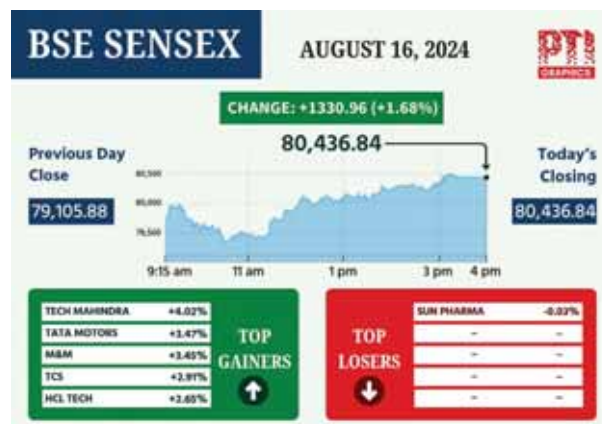 BSE SENSEX
AUGUST 16, 2024
PTI
GRAPHICS
CHANGE: +1330.96 (+1.68%)
80,436.84
Previous Day
Close
79,105.88
Today's
Closing
80,436.84
80,500
80,000
79,500
9:15 am 11 am 1 pm 3 pm 4 pm
TECH MAHINDRA +4.02%
TATA MOTORS +3.47%
M&M +3.45%
TCS +2.91%
HCL TECH +2.65%
TOP
GAINERS
TOP
LOSERS
SUN PHARMA -0.03%
– –
– –
– –
– –